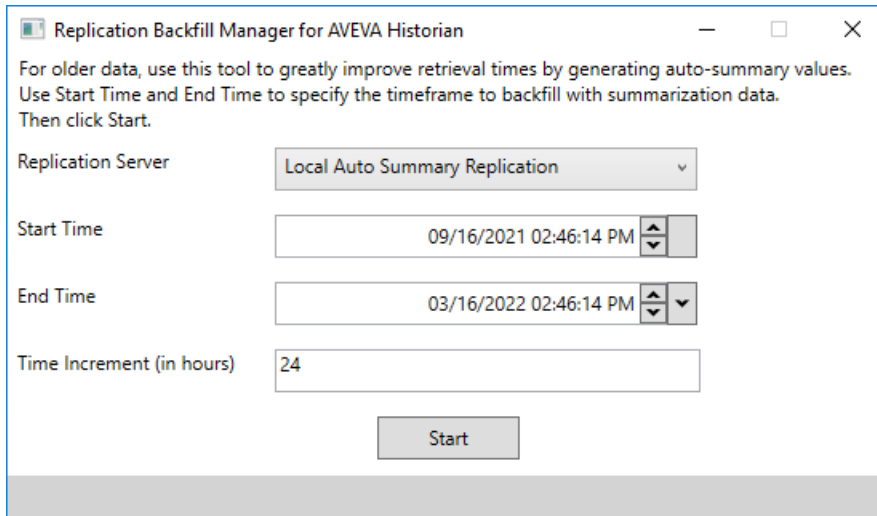 Replication Backfill Manager for AVEVA Historian
For older data, use this tool to greatly improve retrieval times by generating auto-summary values.
Use Start Time and End Time to specify the timeframe to backfill with summarization data.
Then click Start.
Replication Server Local Auto Summary Replication
Start Time 09/16/2021 02:46:14 PM
End Time 03/16/2022 02:46:14 PM
Time Increment (in hours) 24
Start